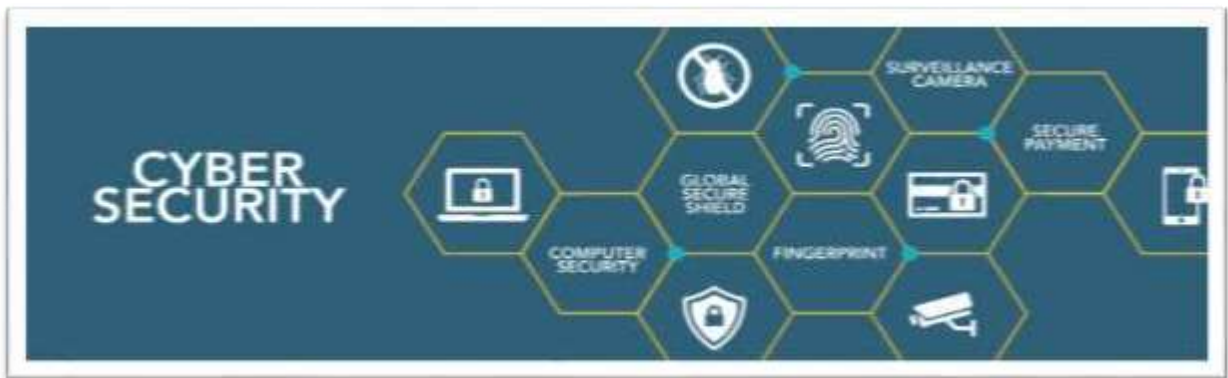 CYBER
SECURITY
SURVEILLANCE
CAMERA
SECURE
PAYMENT
GLOBAL
SECURE
SHIELD
COMPUTER
SECURITY
FINGERPRINT